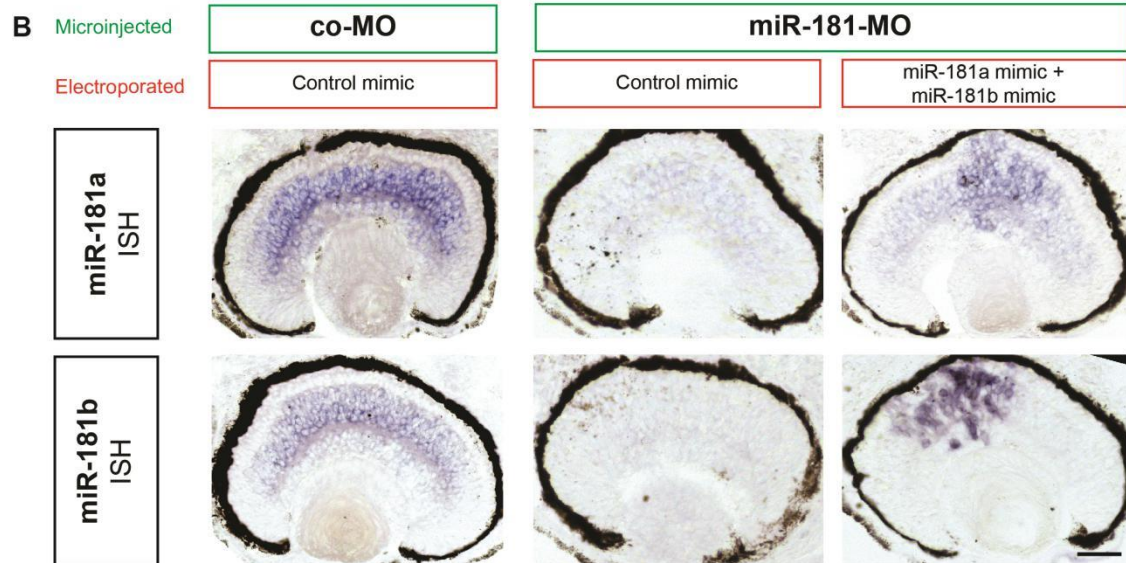 B
Microinjected
co-MO
miR-181-MO
Electroporated
Control mimic
Control mimic
miR-181a mimic +
miR-181b mimic
miR-181a
ISH
miR-181b
ISH